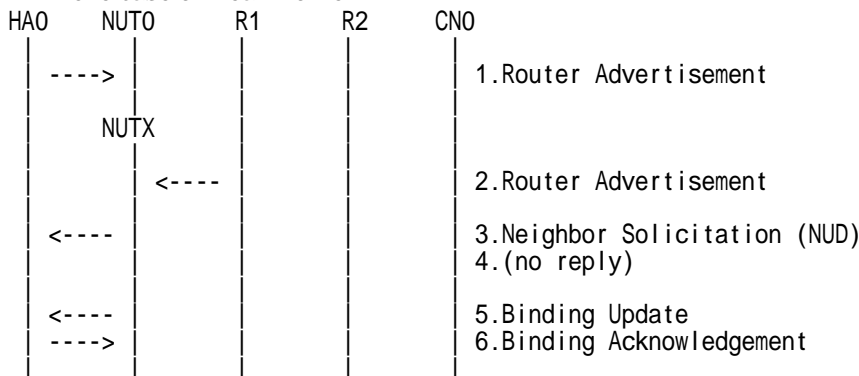 HA0 NUT0 R1 R2 CN0
----> 1.Router Advertisement
NUTX
<---- 2.Router Advertisement
<---- 3.Neighbor Solicitation (NUD)
4.(no reply)
<---- 5.Binding Update
----> 6.Binding Acknowledgement